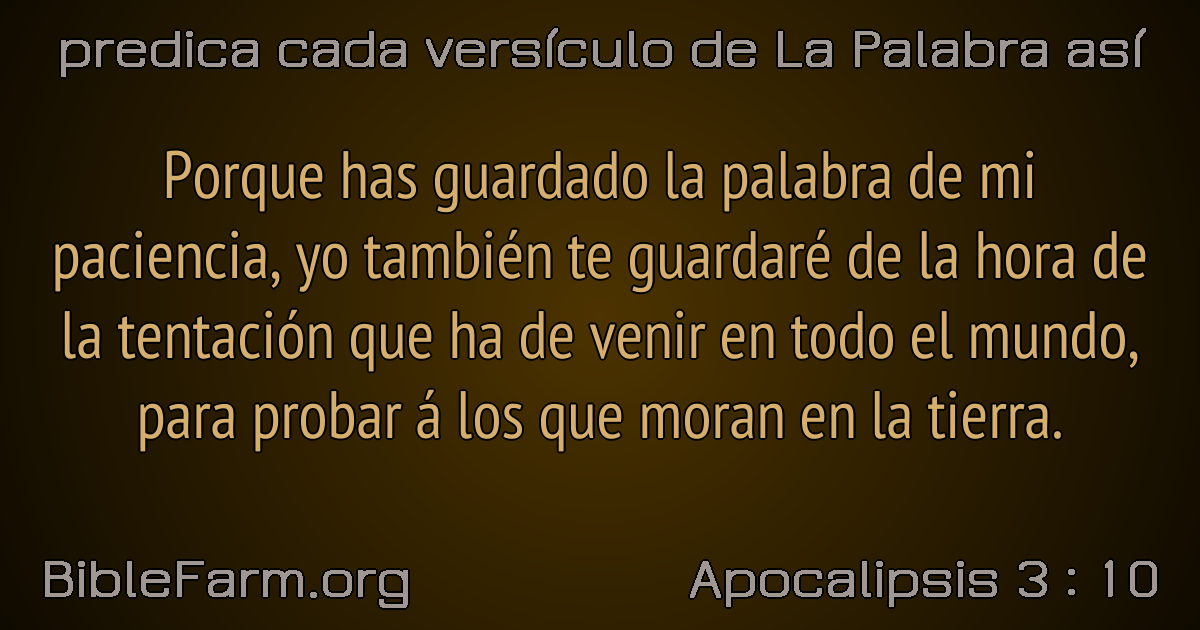 predica cada versículo de La Palabra así
Porque has guardado la palabra de mi
paciencia, yo también te guardaré de la hora de
la tentación que ha de venir en todo el mundo,
para probar á los que moran en la tierra.
BibleFarm.org
Apocalipsis 3 : 10